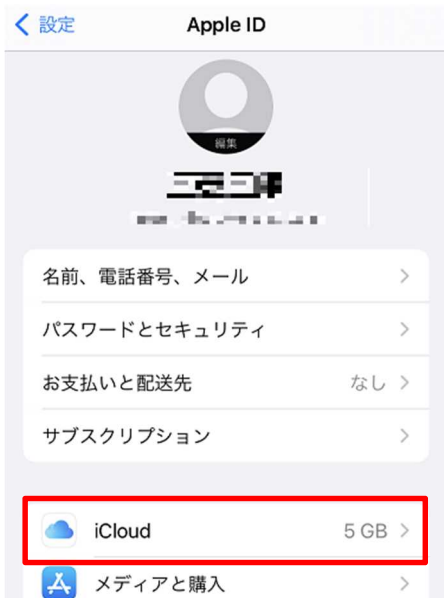 設定
Apple ID
編集
名前、電話番号、メール
パスワードとセキュリティ
お支払いと配送先 なし
サブスクリプション
iCloud 5 GB
メディアと購入